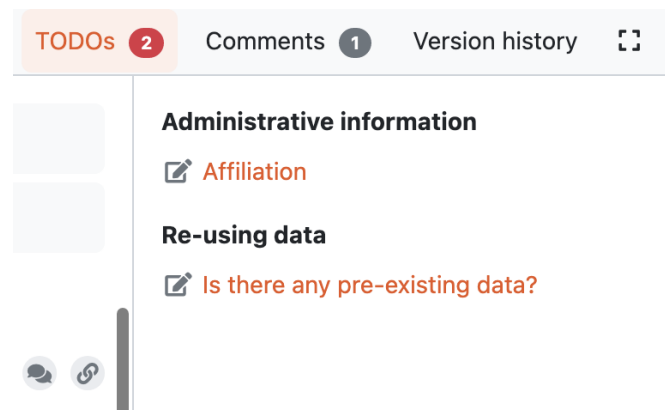 TODOs 2 Comments 1 Version history
Administrative information
Affiliation
Re-using data
Is there any pre-existing data?